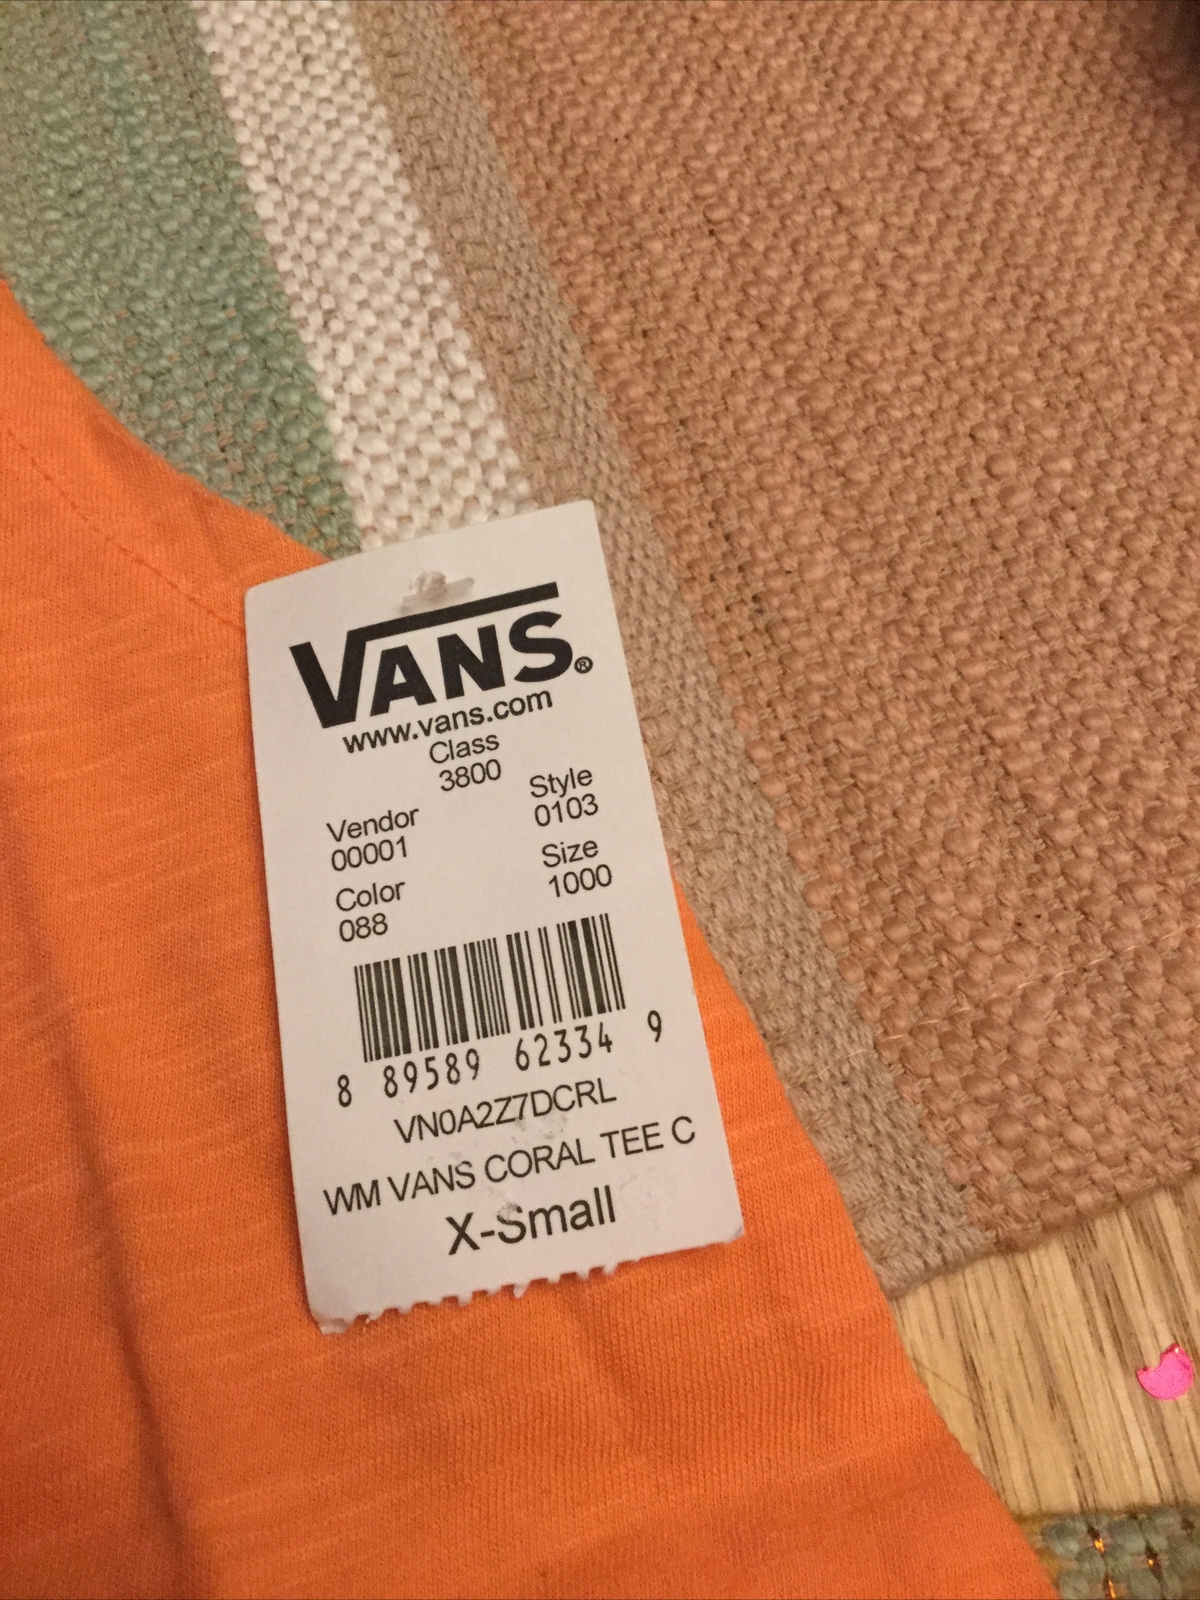 VANS®
www.vans.com
Class
3800
Vendor Style
00001 0103
Color Size
088 1000
8 89589 62334 9
VN0A2Z7DCRL
WM VANS CORAL TEE C
X-Small